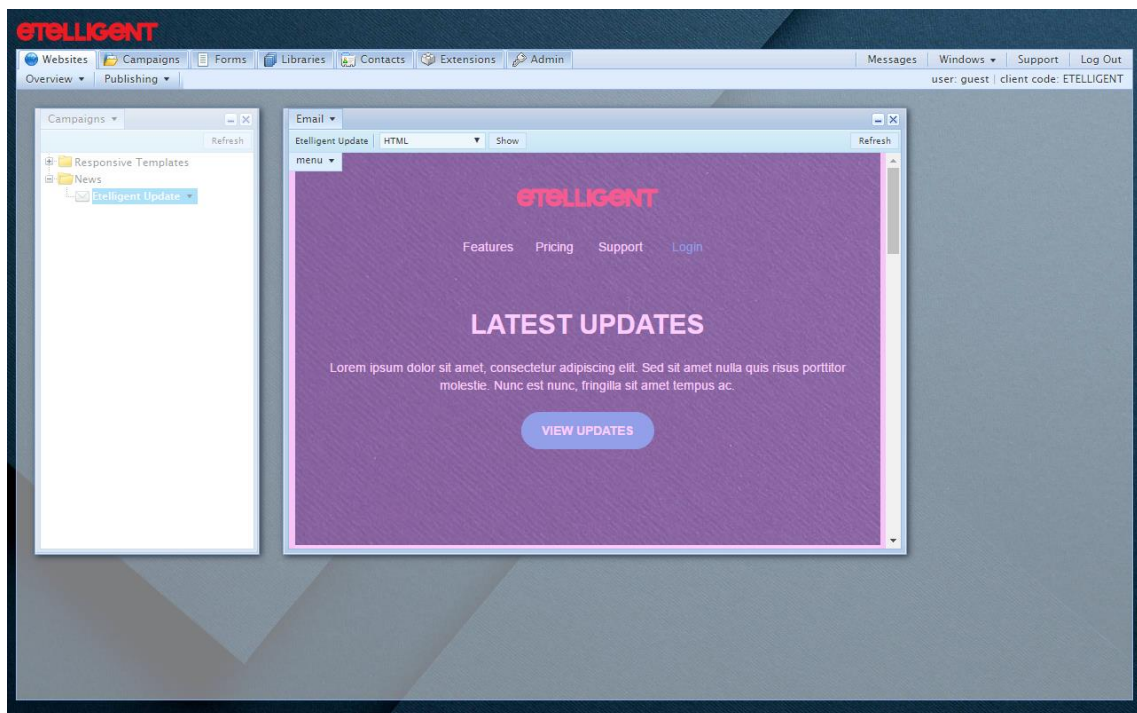 eTELLIGeNT
Websites Campaigns Forms Libraries Contacts Extensions Admin Messages Windows Support Log Out
Overview Publishing user: guest client code: ETELLIGENT
Campaigns
Refresh
Responsive Templates
News
Etelligent Update
Email
Etelligent Update HTML Show Refresh
menu
eTELLIGeNT
Features Pricing Support Login
LATEST UPDATES
Lorem ipsum dolor sit amet, consectetur adipiscing elit. Sed sit amet nulla quis risus porttitor
molestie. Nunc est nunc, fringilla sit amet tempus ac.
VIEW UPDATES